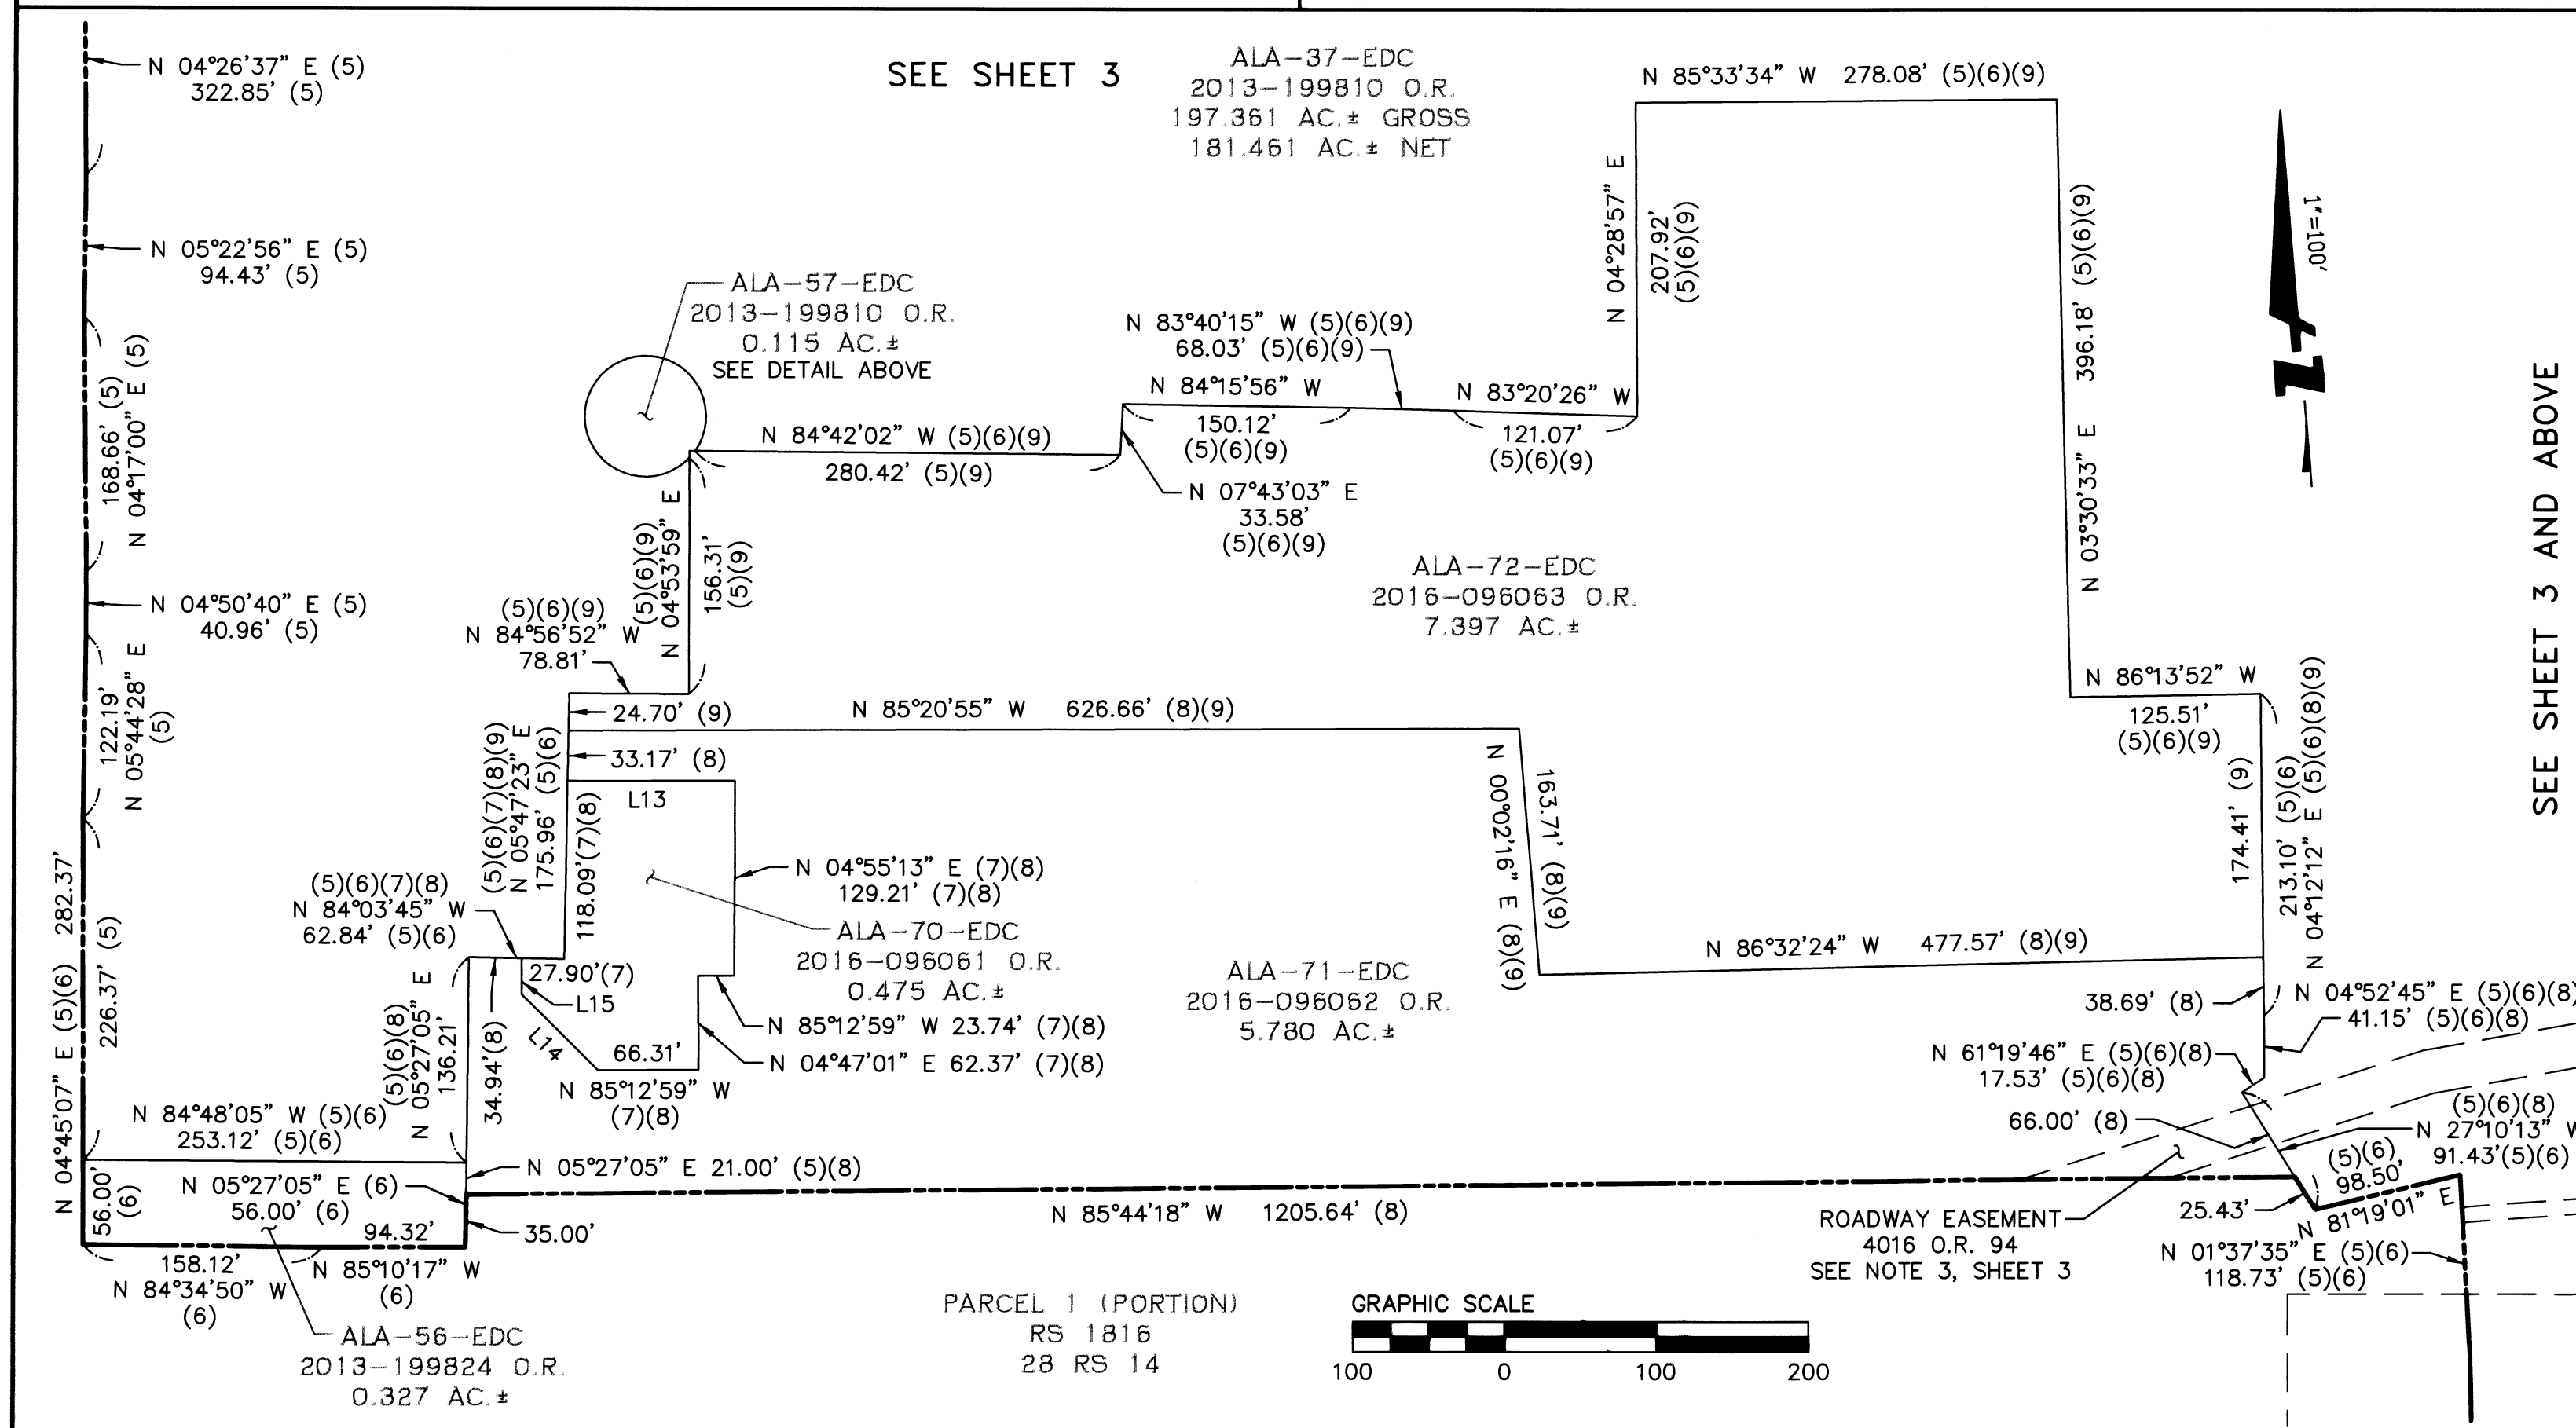 N 04°26'37" E (5)
322.85' (5)
SEE SHEET 3
ALA-37-EDC
2013-199810 O.R.
197.361 AC.± GROSS
181.461 AC.± NET
N 85°33'34" W 278.08' (5)(6)(9)
N 04°28'57" E
207.92'
(5)(6)(9)
N 03°30'33" E 396.18' (5)(6)(9)
1"=100'
N
SEE SHEET 3 AND ABOVE
N 05°22'56" E (5)
94.43' (5)
168.66' (5)
N 04°17'00" E (5)
ALA-57-EDC
2013-199810 O.R.
0.115 AC.±
SEE DETAIL ABOVE
N 83°40'15" W (5)(6)(9)
68.03' (5)(6)(9)
N 84°15'56" W
150.12'
(5)(6)(9)
N 83°20'26" W
121.07'
(5)(6)(9)
N 84°42'02" W (5)(6)(9)
280.42' (5)(9)
N 07°43'03" E
33.58'
(5)(6)(9)
(5)(6)(9)
N 04°53'59" E
156.31'
(5)(9)
ALA-72-EDC
2016-096063 O.R.
7.397 AC.±
N 04°50'40" E (5)
40.96' (5)
122.19'
N 05°44'28" E
(5)
(5)(6)(9)
N 84°56'52" W
78.81'
24.70' (9)
N 85°20'55" W 626.66' (8)(9)
33.17' (8)
(5)(6)(7)(8)(9)
N 05°47'23" E
175.96' (5)(6)
118.09'(7)(8)
L13
N 00°02'16" E (8)(9)
163.71' (8)(9)
N 86°13'52" W
125.51'
(5)(6)(9)
174.41' (9)
213.10' (5)(6)
N 04°12'12" E (5)(6)(8)(9)
N 04°55'13" E (7)(8)
129.21' (7)(8)
ALA-70-EDC
2016-096061 O.R.
0.475 AC.±
(5)(6)(7)(8)
N 84°03'45" W
62.84' (5)(6)
27.90'(7)
L15
L14
66.31'
N 85°12'59" W
(7)(8)
N 85°12'59" W 23.74' (7)(8)
N 04°47'01" E 62.37' (7)(8)
ALA-71-EDC
2016-096062 O.R.
5.780 AC.±
N 86°32'24" W 477.57' (8)(9)
38.69' (8)
N 04°52'45" E (5)(6)(8)
41.15' (5)(6)(8)
N 61°19'46" E (5)(6)(8)
17.53' (5)(6)(8)
66.00' (8)
(5)(6)(8)
N 27°10'13" W
91.43'(5)(6)
(5)(6)
98.50'
N 81°19'01" E
25.43'
N 01°37'35" E (5)(6)
118.73' (5)(6)
N 04°45'07" E (5)(6) 282.37'
226.37' (5)
(5)(6)(8)
N 05°27'05" E
136.21'
34.94'(8)
N 84°48'05" W (5)(6)
253.12' (5)(6)
N 05°27'05" E 21.00' (5)(8)
56.00'
(6)
N 05°27'05" E (6)
56.00' (6)
94.32'
35.00'
158.12'
N 84°34'50" W
(6)
N 85°10'17" W
(6)
N 85°44'18" W 1205.64' (8)
ROADWAY EASEMENT
4016 O.R. 94
SEE NOTE 3, SHEET 3
ALA-56-EDC
2013-199824 O.R.
0.327 AC.±
PARCEL 1 (PORTION)
RS 1816
28 RS 14
GRAPHIC SCALE
100 0 100 200